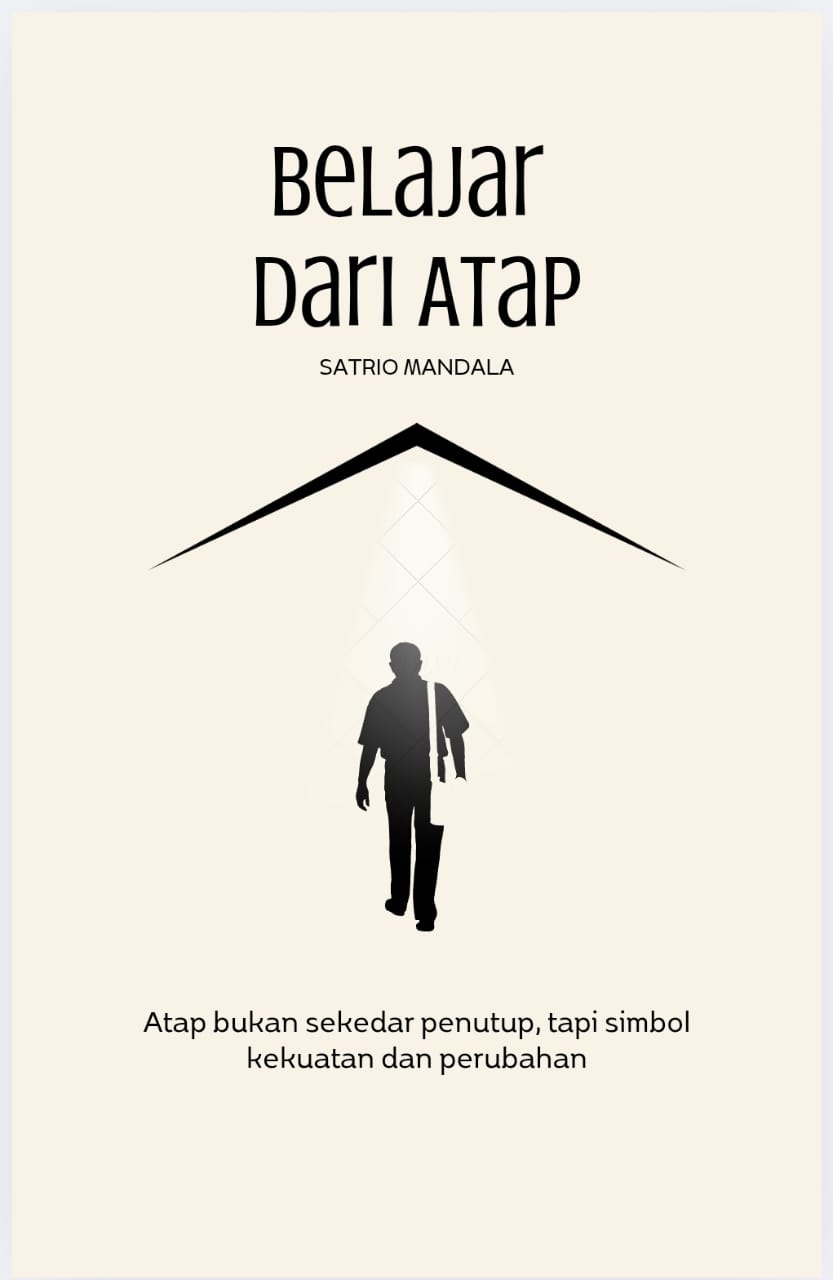 Belajar
Dari Atap
SATRIO MANDALA
Atap bukan sekedar penutup, tapi simbol
kekuatan dan perubahan